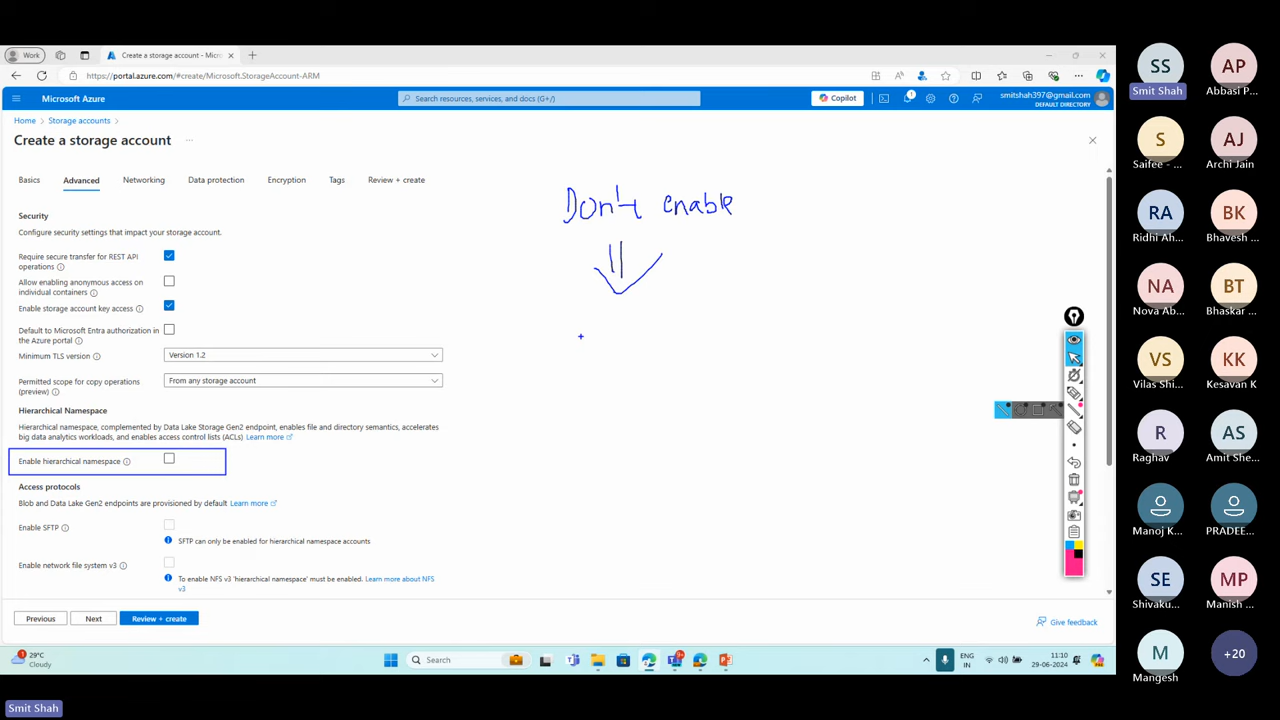 Work
Create a storage account - Micr
https://portal.azure.com/#create/Microsoft.StorageAccount-ARM
Microsoft Azure
Search resources, services, and docs (G+/)
Copilot
1
smitshah397@gmail.com
DEFAULT DIRECTORY
Home > Storage accounts >
Create a storage account ...
Basics Advanced Networking Data protection Encryption Tags Review + create
Security
Configure security settings that impact your storage account.
Require secure transfer for REST API
operations
Allow enabling anonymous access on
individual containers
Enable storage account key access
Default to Microsoft Entra authorization in
the Azure portal
Minimum TLS version
Version 1.2
Permitted scope for copy operations
(preview)
From any storage account
Hierarchical Namespace
Hierarchical namespace, complemented by Data Lake Storage Gen2 endpoint, enables file and directory semantics, accelerates
big data analytics workloads, and enables access control lists (ACLs) Learn more
Enable hierarchical namespace
Access protocols
Blob and Data Lake Gen2 endpoints are provisioned by default Learn more
Enable SFTP
SFTP can only be enabled for hierarchical namespace accounts
Enable network file system v3
To enable NFS v3 'hierarchical namespace' must be enabled. Learn more about NFS
v3
Previous Next Review + create
Give feedback
Don't enable
1
29°C
Cloudy
Search
ENG
IN
11:10
29-06-2024
SS
Smit Shah
AP
Abbasi P...
S
Saifee - ...
AJ
Archi Jain
RA
Ridhi Ah...
BK
Bhavesh ...
NA
Nova Ab...
BT
Bhaskar ...
VS
Vilas Shi...
KK
Kesavan K
R
Raghav
AS
Amit She...
Manoj K...
PRADEE...
SE
Shivaku...
MP
Manish ...
M
Mangesh
+20
Smit Shah